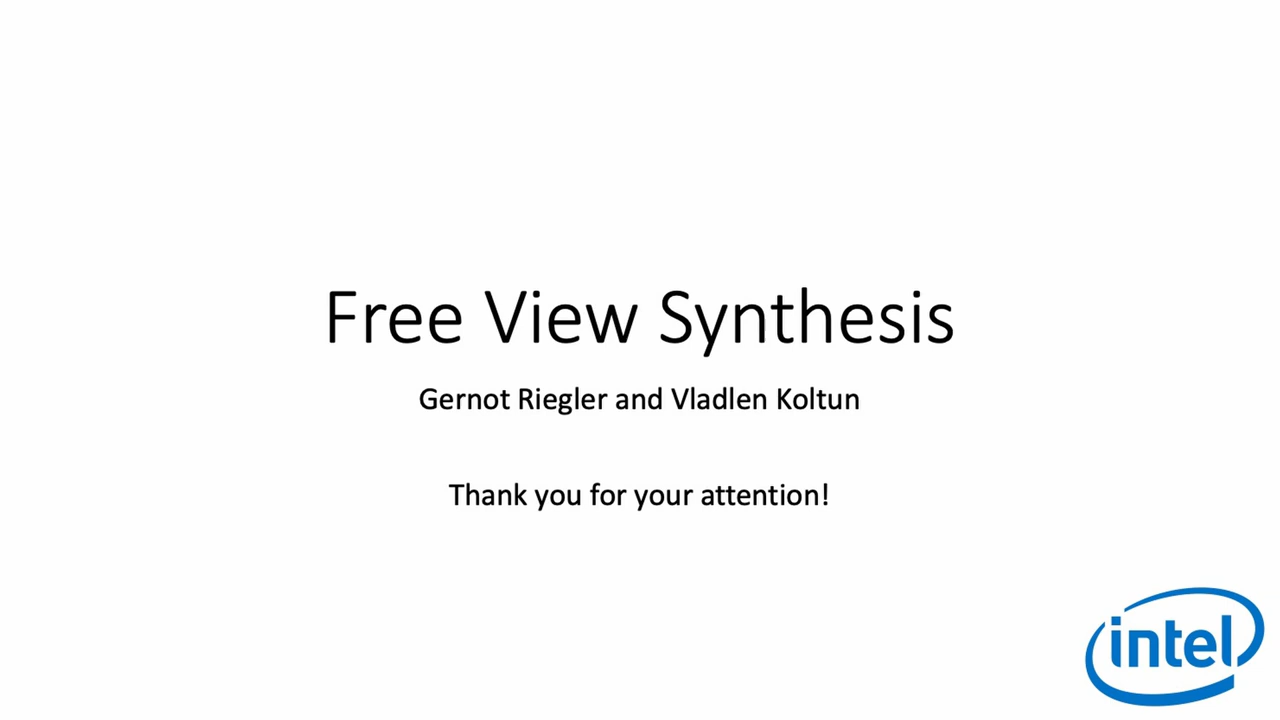 Free View Synthesis
Gernot Riegler and Vladlen Koltun
Thank you for your attention!
intel